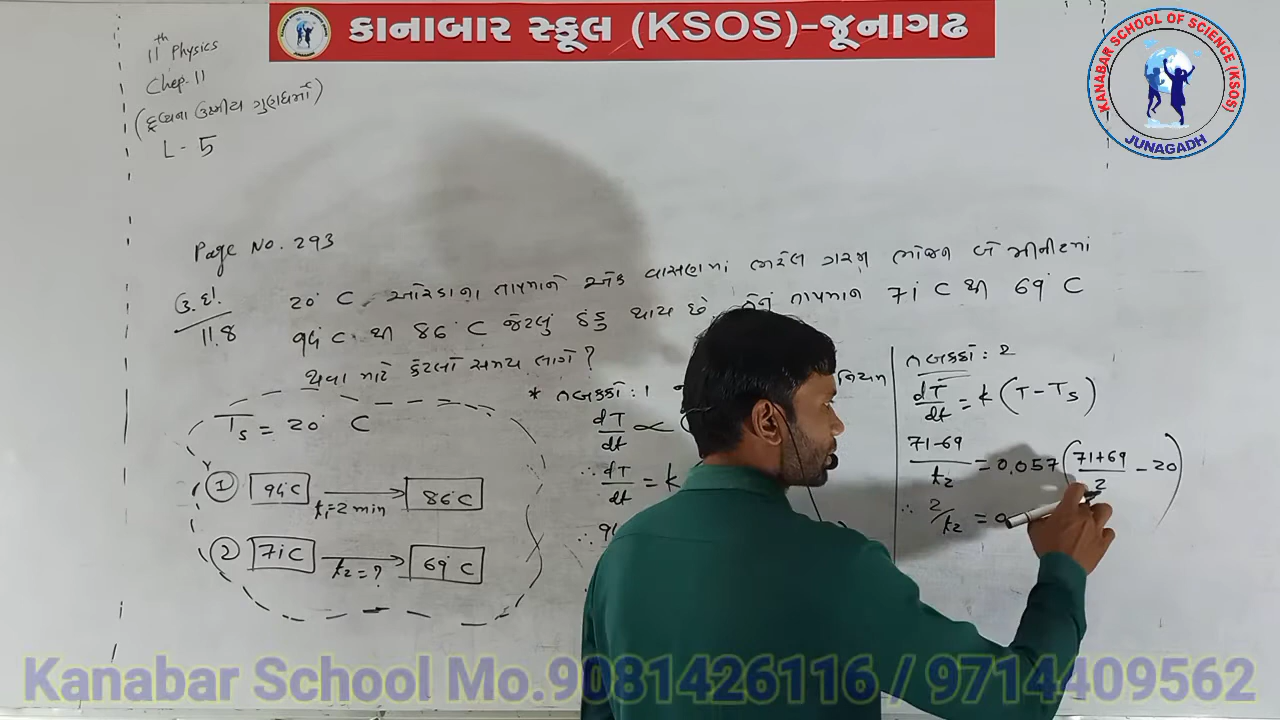 કાનાબાર સ્કૂલ (KSOS)-જૂનાગઢ
KANABAR SCHOOL OF SCIENCE (KSOS)
JUNAGADH
11th Physics
Chep-11
(દ્રવ્યના ઉષ્મીય ગુણધર્મો)
L - 5
Page No. 293
ઉ.દા.
11.8
20° C ઓરડાના તાપમાને એક વાસણમાં ભરેલ ગરમ ભોજન બે મીનીટમાં
94° C થી 86° C જેટલું ઠંડુ થાય છે તેનું તાપમાન 71° C થી 69° C
થવા માટે કેટલો સમય લાગે?
Ts = 20° C
① 94°C t₁=2 min 86°C
② 71°C t₂=? 69°C
* તબક્કો : 1
નિયમ
dT/dt ∝ (
∴ dT/dt = k
તબક્કો : 2
dT/dt = k (T - Ts)
71-69/t₂ = 0.057 (71+69/2 - 20)
∴ 2/t₂ = 0
Kanabar School Mo.9081426116 / 9714409562